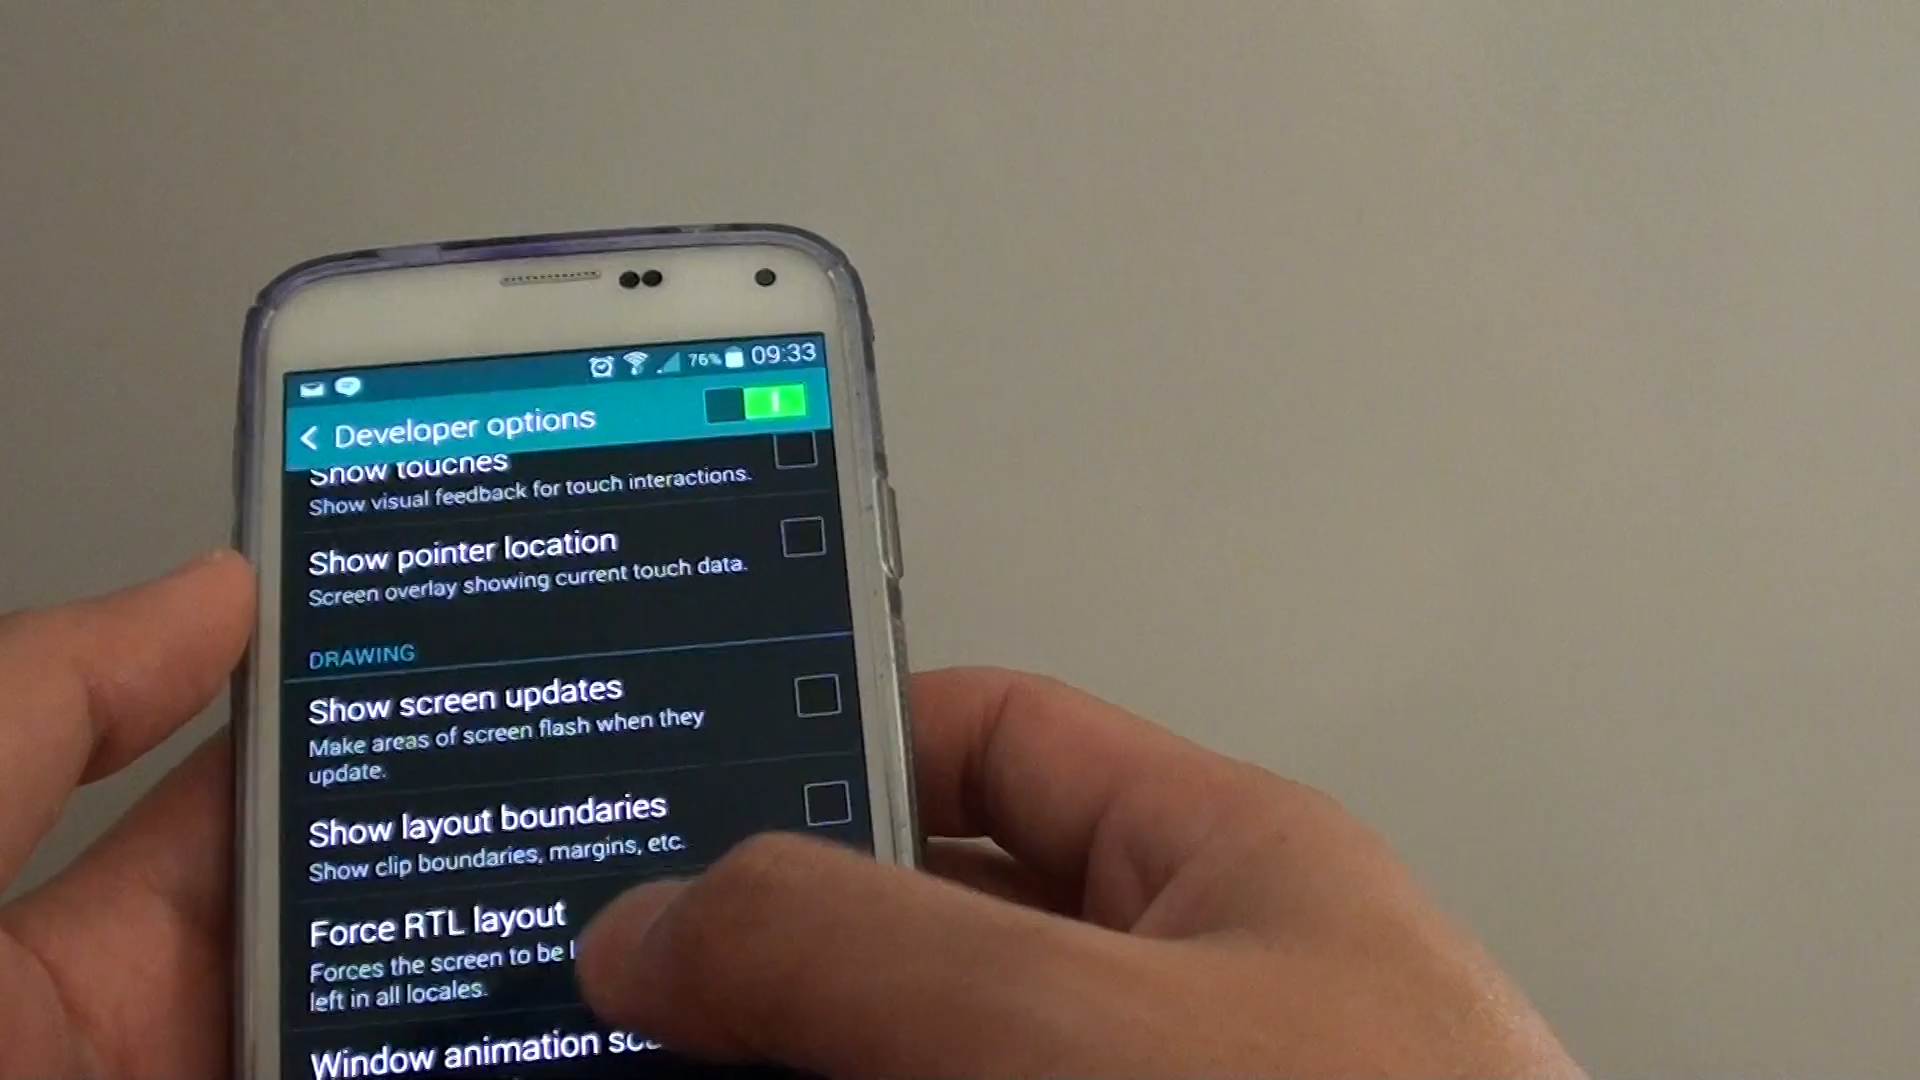 76% 09:33
Developer options
Show touches
Show visual feedback for touch interactions.
Show pointer location
Screen overlay showing current touch data.
DRAWING
Show screen updates
Make areas of screen flash when they
update.
Show layout boundaries
Show clip boundaries, margins, etc.
Force RTL layout
Forces the screen to be l
left in all locales.
Window animation